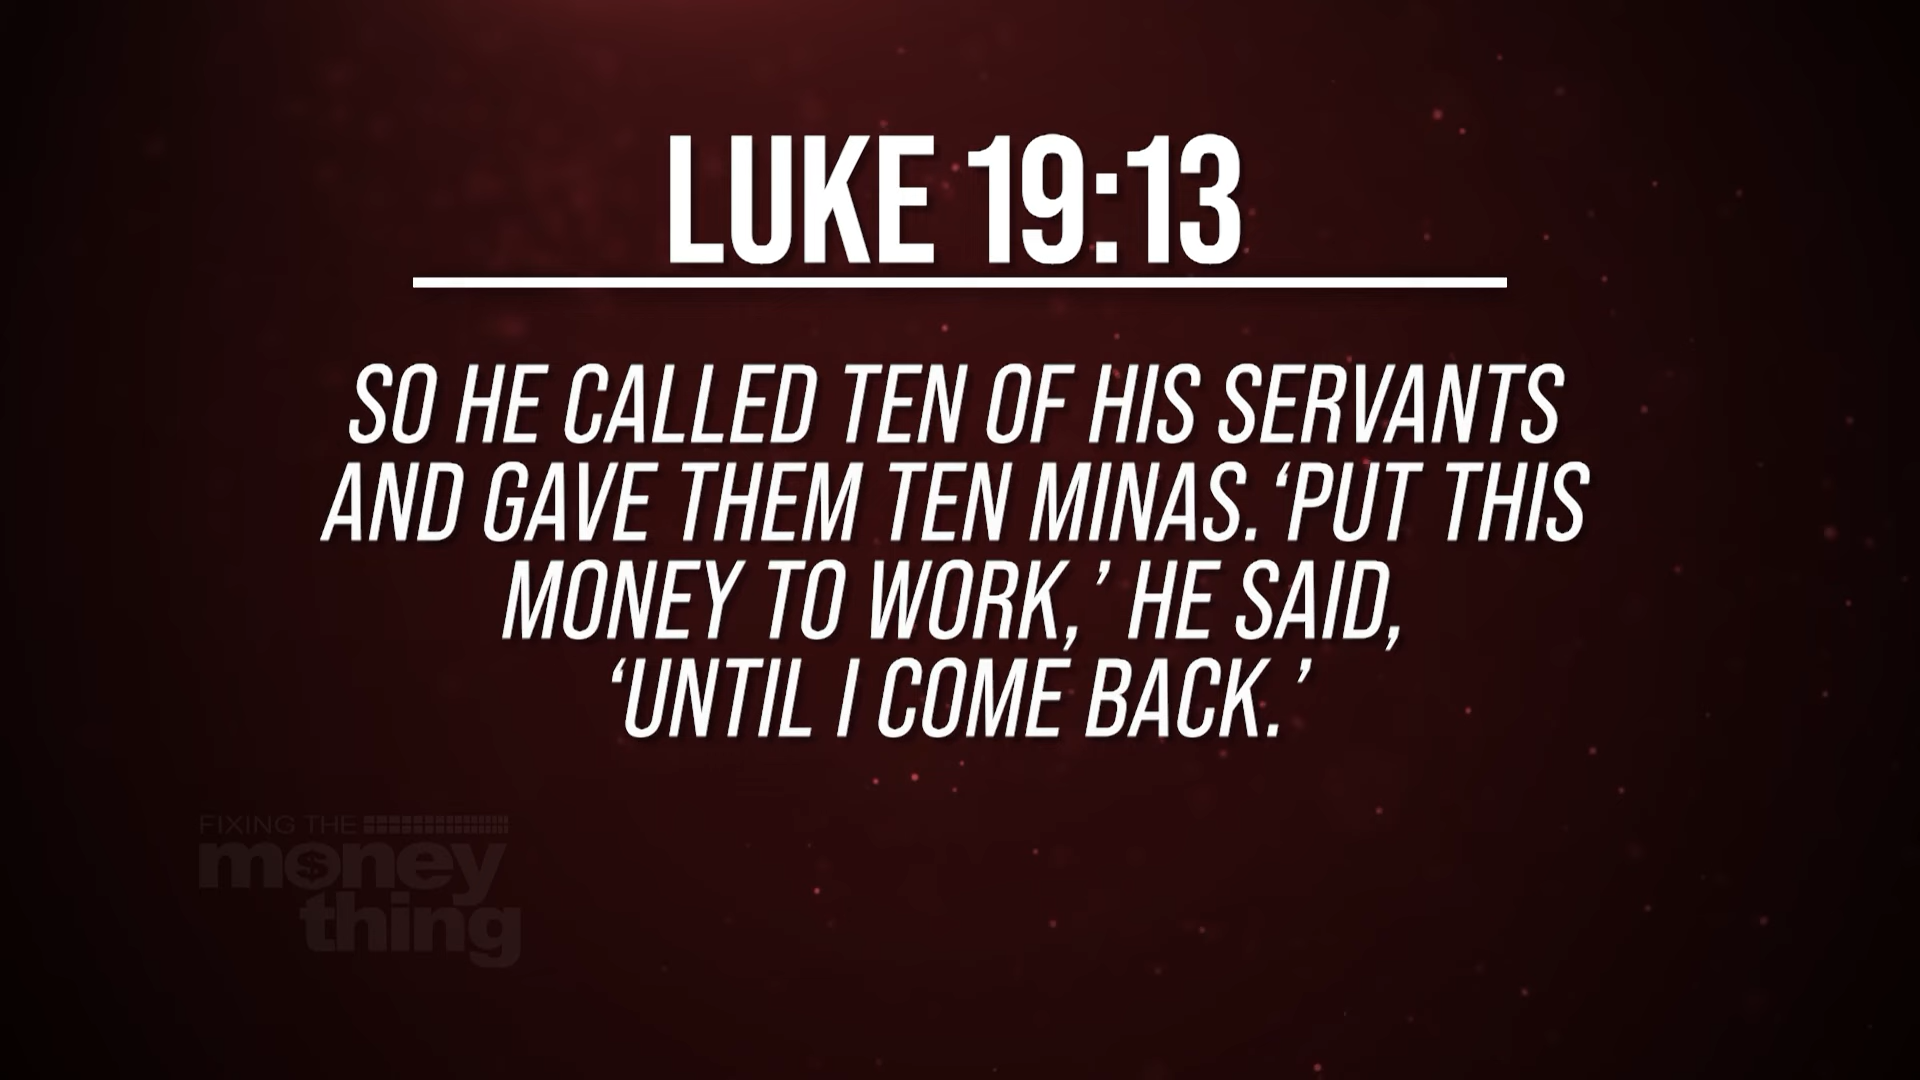 LUKE 19:13
SO HE CALLED TEN OF HIS SERVANTS
AND GAVE THEM TEN MINAS. ‘PUT THIS
MONEY TO WORK,’ HE SAID,
‘UNTIL I COME BACK.’
FIXING THE
money
thing